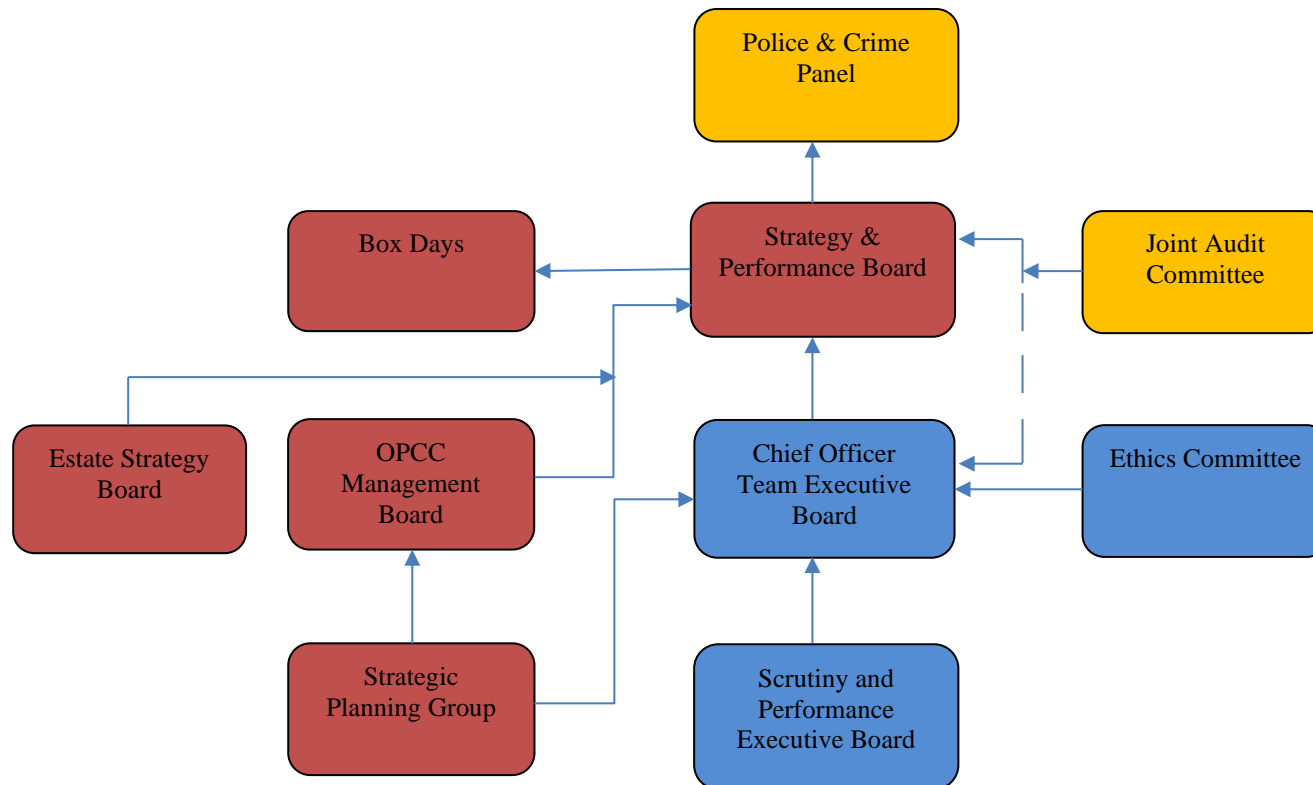 Police & Crime
Panel
Box Days
Strategy &
Performance Board
Joint Audit
Committee
Estate Strategy
Board
OPCC
Management
Board
Chief Officer
Team Executive
Board
Ethics Committee
Strategic
Planning Group
Scrutiny and
Performance
Executive Board